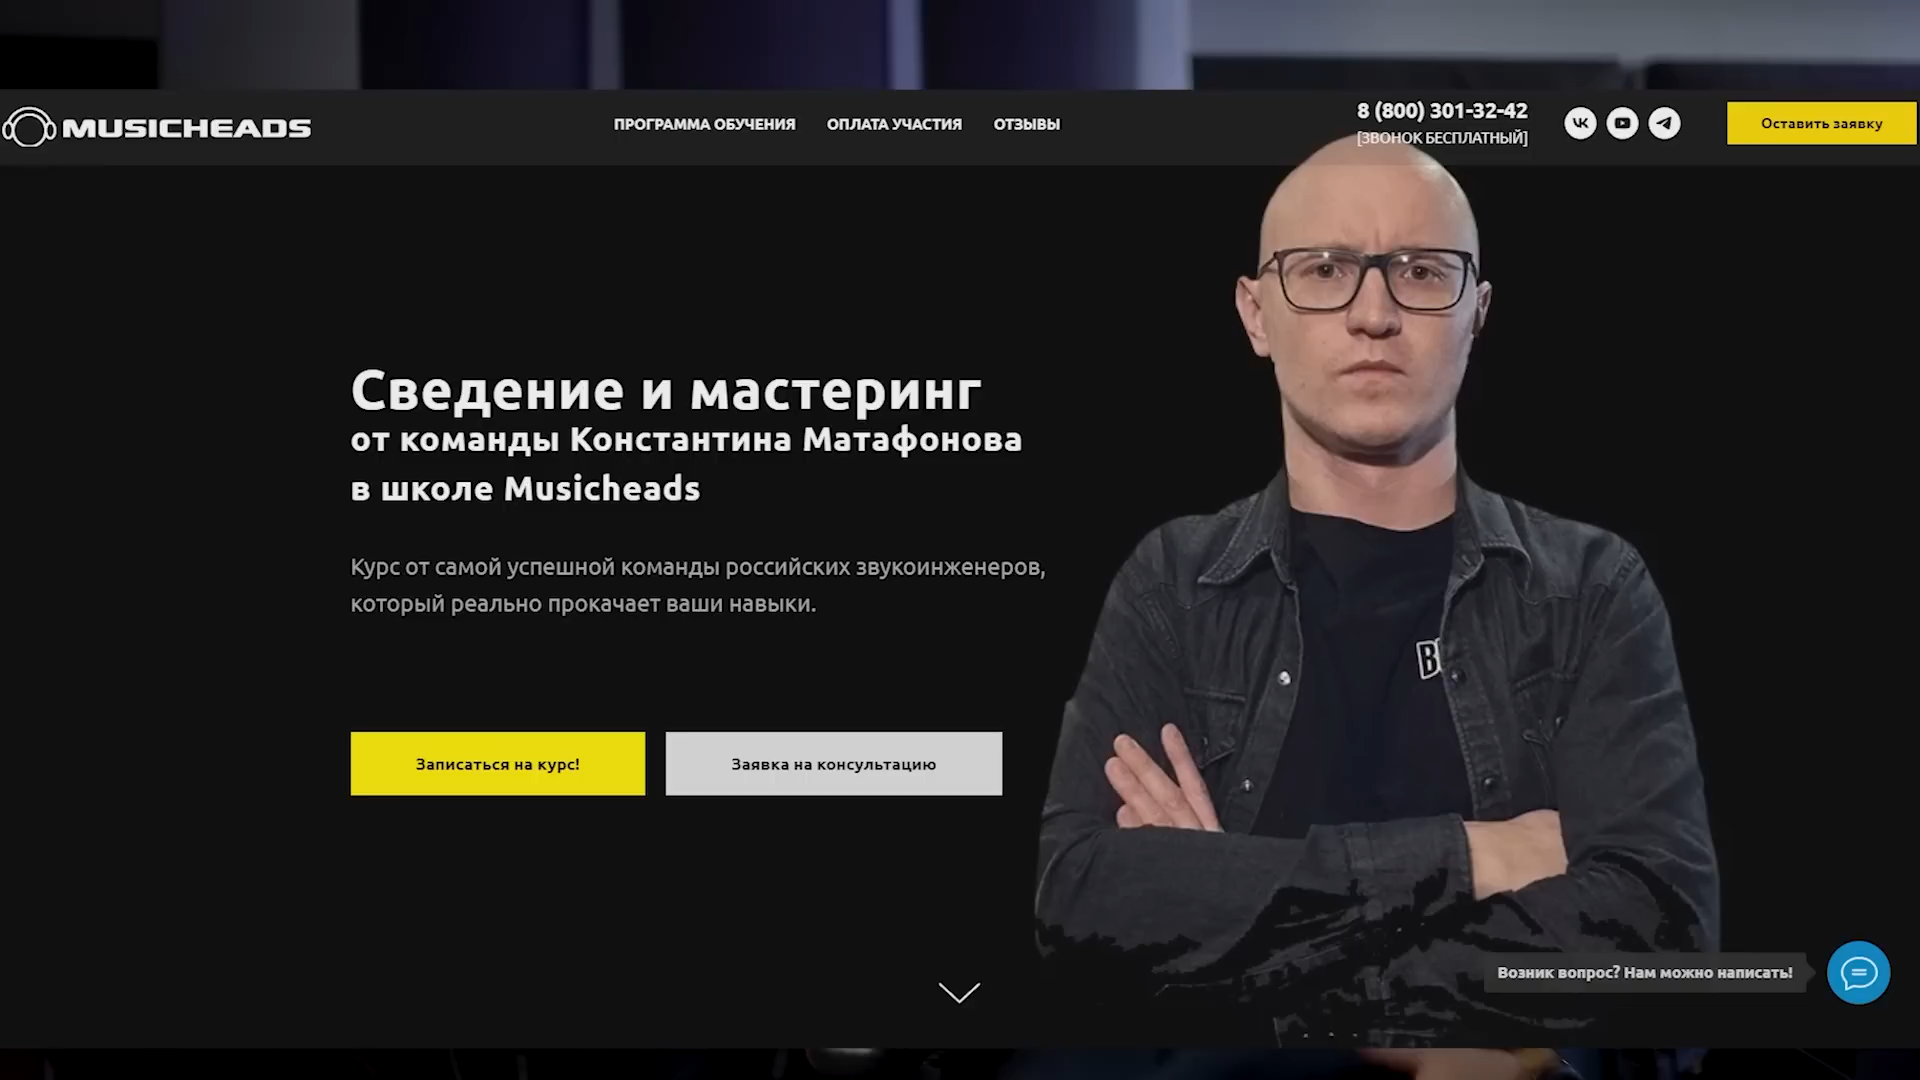 MUSICHEADS
ПРОГРАММА ОБУЧЕНИЯ
ОПЛАТА УЧАСТИЯ
ОТЗЫВЫ
8 (800) 301-32-42
[ЗВОНОК БЕСПЛАТНЫЙ]
Оставить заявку
Сведение и мастеринг
от команды Константина Матафонова
в школе Musicheads
Курс от самой успешной команды российских звукоинженеров,
который реально прокачает ваши навыки.
Записаться на курс!
Заявка на консультацию
Возник вопрос? Нам можно написать!